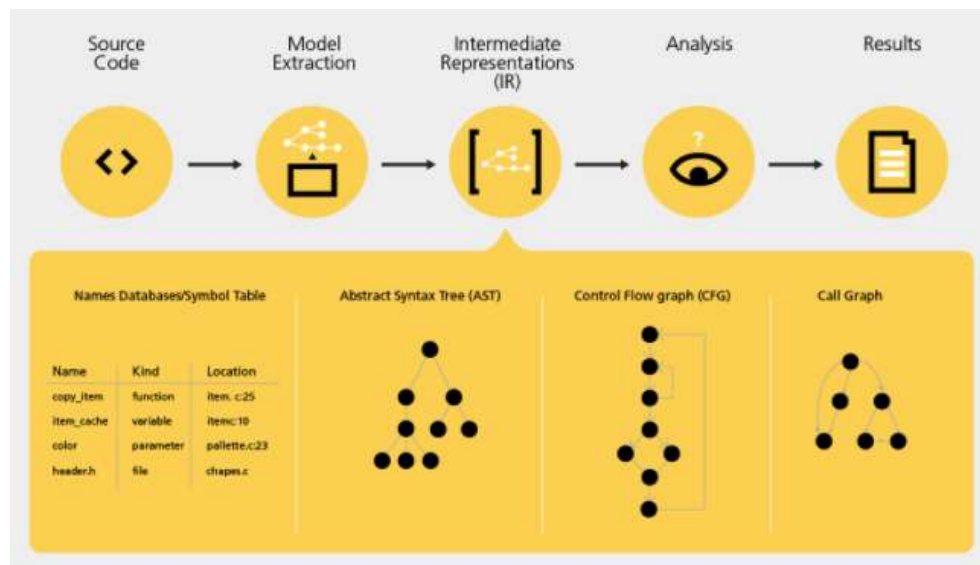 Source
Code
Model
Extraction
Intermediate
Representations
(IR)
Analysis
Results
?
Names Databases/Symbol Table
Name Kind Location
copy_item function item. c:25
item_cache variable itemc:10
color parameter pallette.c:23
header.h file chapes.c
Abstract Syntax Tree (AST)
Control Flow graph (CFG)
Call Graph